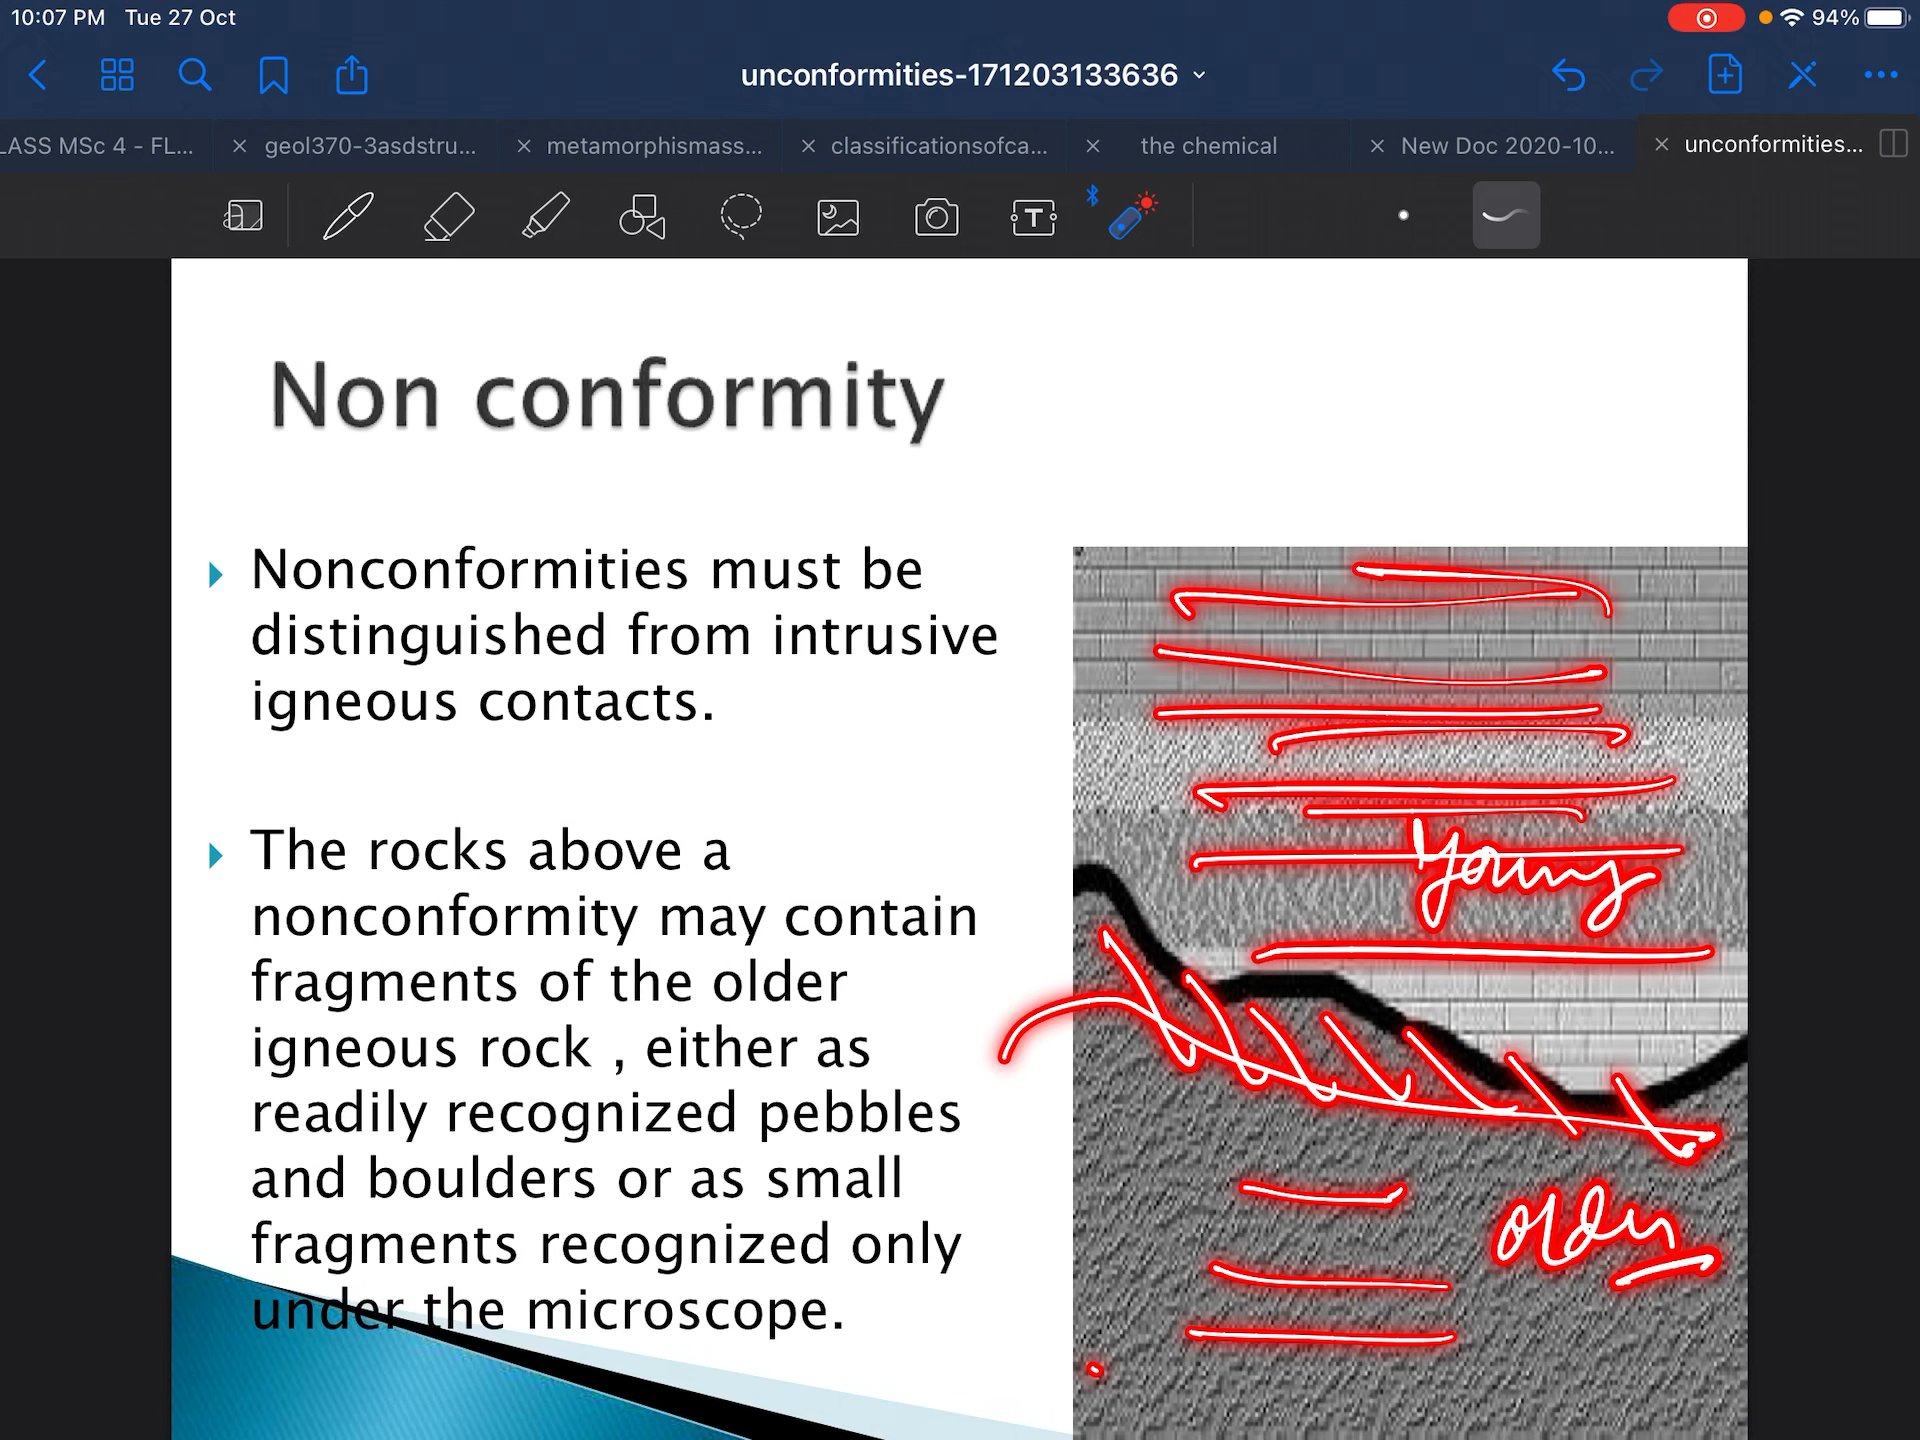 10:07 PM Tue 27 Oct
94%
unconformities-171203133636
LASS MSc 4 - FL...
geol370-3asdstru...
metamorphismass...
classificationsofca...
the chemical
New Doc 2020-10...
unconformities...
T
Non conformity
Nonconformities must be
distinguished from intrusive
igneous contacts.
The rocks above a
nonconformity may contain
fragments of the older
igneous rock , either as
readily recognized pebbles
and boulders or as small
fragments recognized only
under the microscope.
young
older